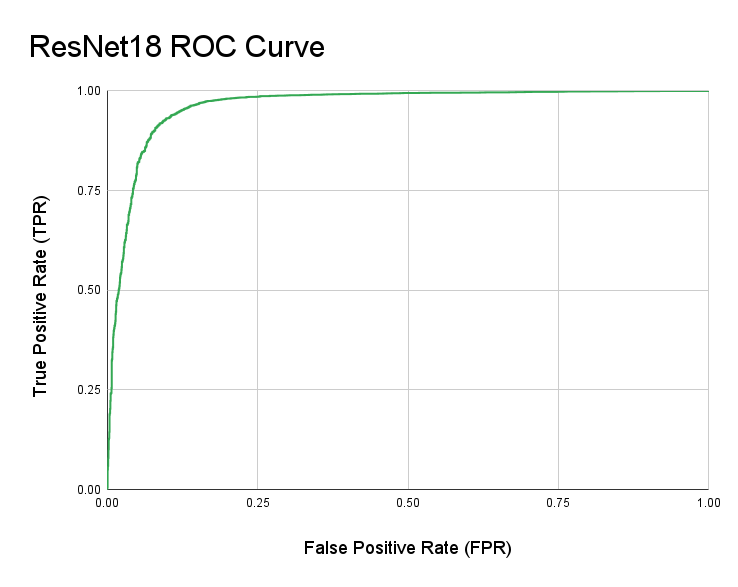 ResNet18 ROC Curve
1.00
0.75
0.50
0.25
0.00
0.00 0.25 0.50 0.75 1.00
True Positive Rate (TPR)
False Positive Rate (FPR)